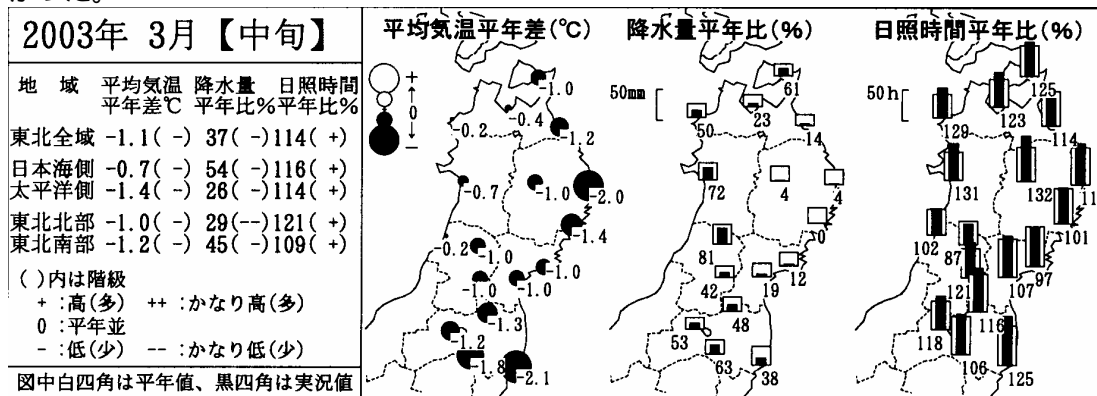 2003年 3月【中旬】
地 域 平均気温 降水量 日照時間
平年差℃ 平年比% 平年比%
東北全域 -1.1( -) 37( -)114( +)
日本海側 -0.7( -) 54( -)116( +)
太平洋側 -1.4( -) 26( -)114( +)
東北北部 -1.0( -) 29(--)121( +)
東北南部 -1.2( -) 45( -)109( +)
( )内は階級
+ :高(多) ++ :かなり高(多)
0 :平年並
- :低(少) -- :かなり低(少)
図中白四角は平年値、黒四角は実況値
平均気温平年差(℃)
+
0
-
-1.0
-0.4
-0.2
-1.2
-0.7
-1.0
-2.0
-1.4
-0.2
-1.0
-1.0
-1.0
-1.0
-1.3
-1.2
-1.8
-2.1
降水量平年比(%)
50mm
61
23
50
14
72
4
4
0
81
12
42
19
48
53
63
38
日照時間平年比(%)
50h
125
123
129
114
131
132
11
101
102
87
97
107
121
116
118
106
125